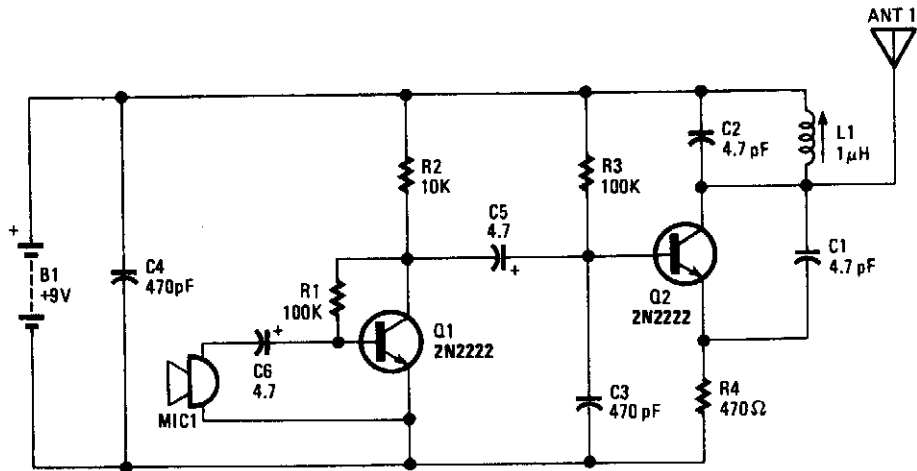 ANT 1
C2
4.7 pF
L1
1μH
R2
10K
R3
100K
C5
4.7
+
C1
4.7 pF
+
B1
+9V
C4
470pF
R1
100K
Q2
2N2222
+
Q1
2N2222
C6
4.7
MIC1
C3
470 pF
R4
470Ω